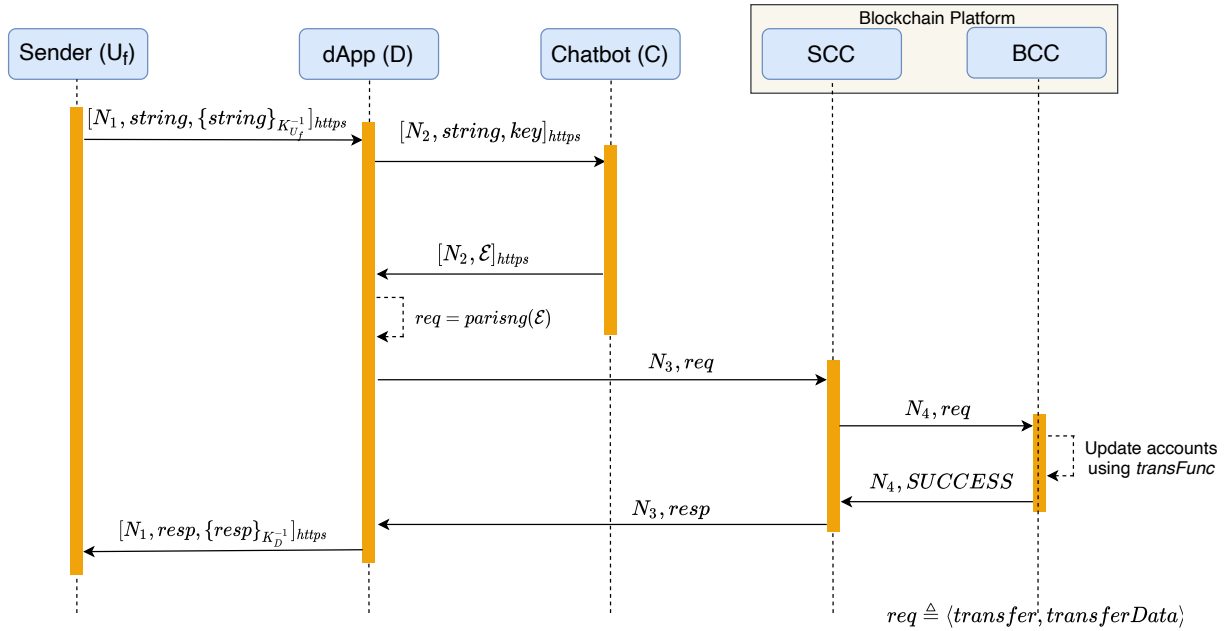 Blockchain Platform
Sender (U_f)
dApp (D)
Chatbot (C)
SCC
BCC
[N_1, string, {string}_{K_{U_f}^{-1}}]_{https}
[N_2, string, key]_{https}
[N_2, ℰ]_{https}
req = parisng(ℰ)
N_3, req
N_4, req
Update accounts
using transFunc
N_4, SUCCESS
N_3, resp
[N_1, resp, {resp}_{K_D^{-1}}]_{https}
req ≜ ⟨transfer, transferData⟩